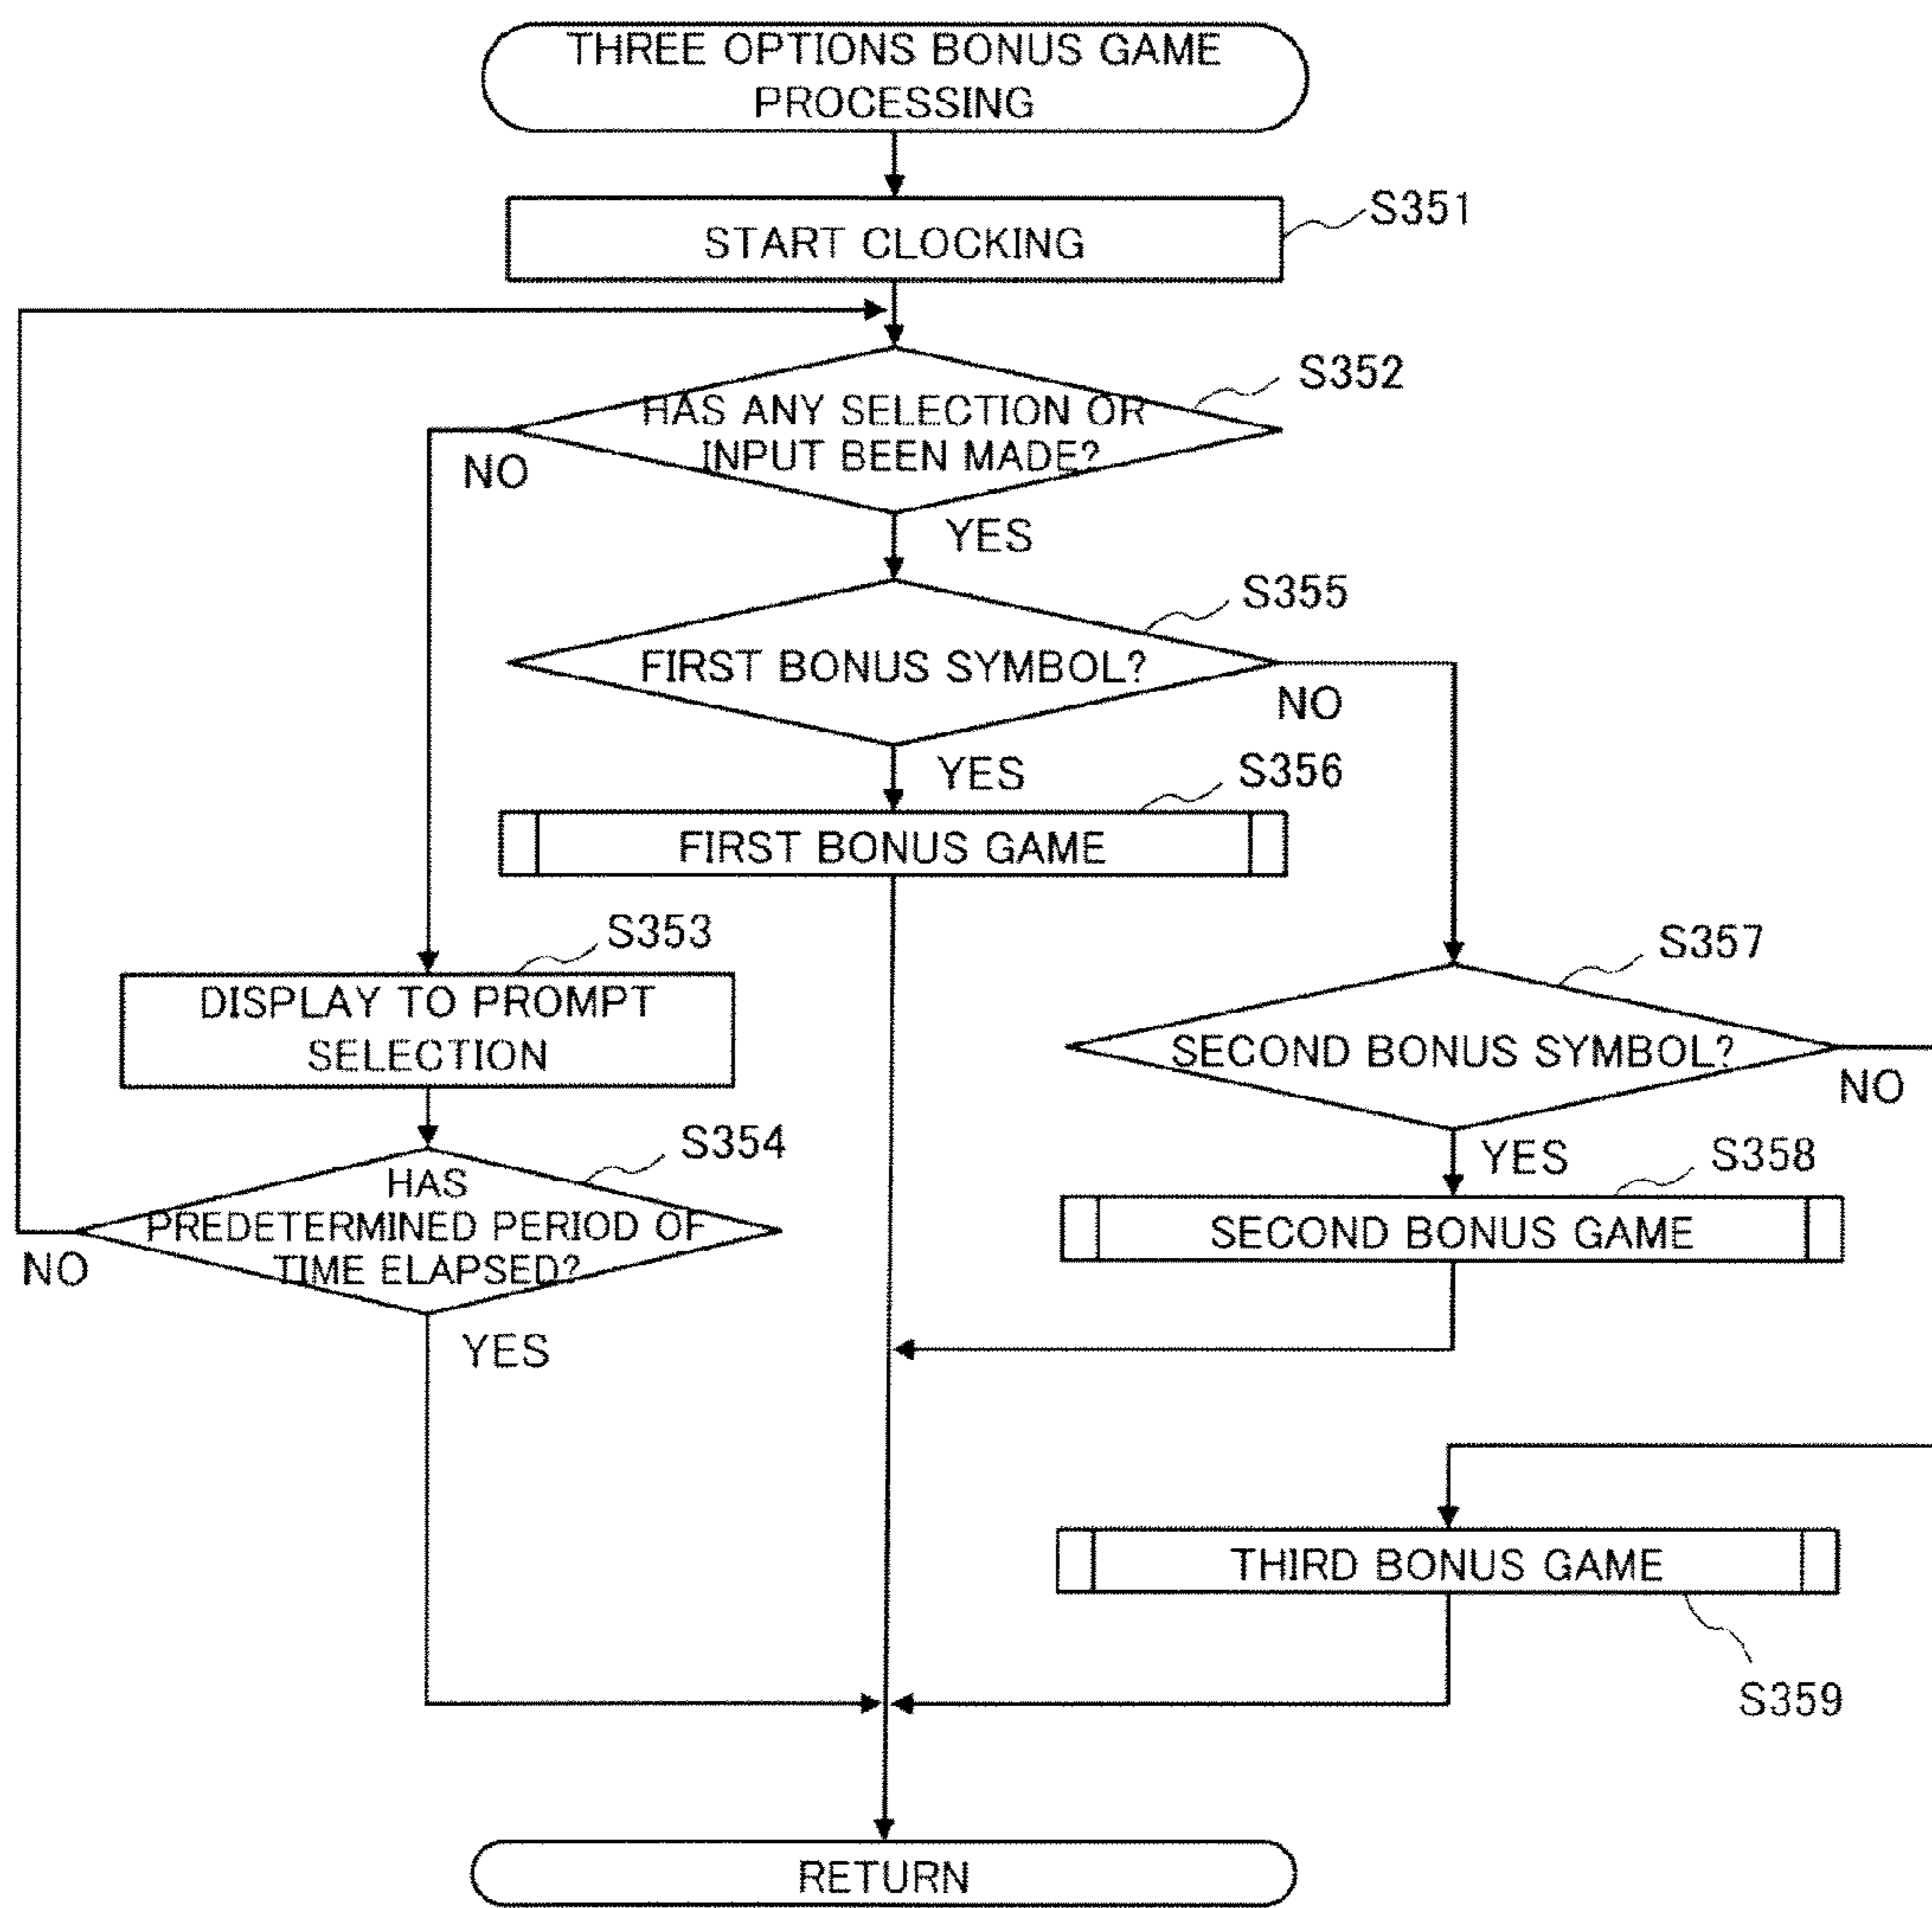 THREE OPTIONS BONUS GAME
PROCESSING
START CLOCKING
S351
HAS ANY SELECTION OR
INPUT BEEN MADE?
S352
NO
YES
FIRST BONUS SYMBOL?
S355
NO
YES
S356
FIRST BONUS GAME
S353
DISPLAY TO PROMPT
SELECTION
S357
SECOND BONUS SYMBOL?
NO
S354
HAS
PREDETERMINED PERIOD OF
TIME ELAPSED?
NO
YES
YES
S358
SECOND BONUS GAME
THIRD BONUS GAME
S359
RETURN